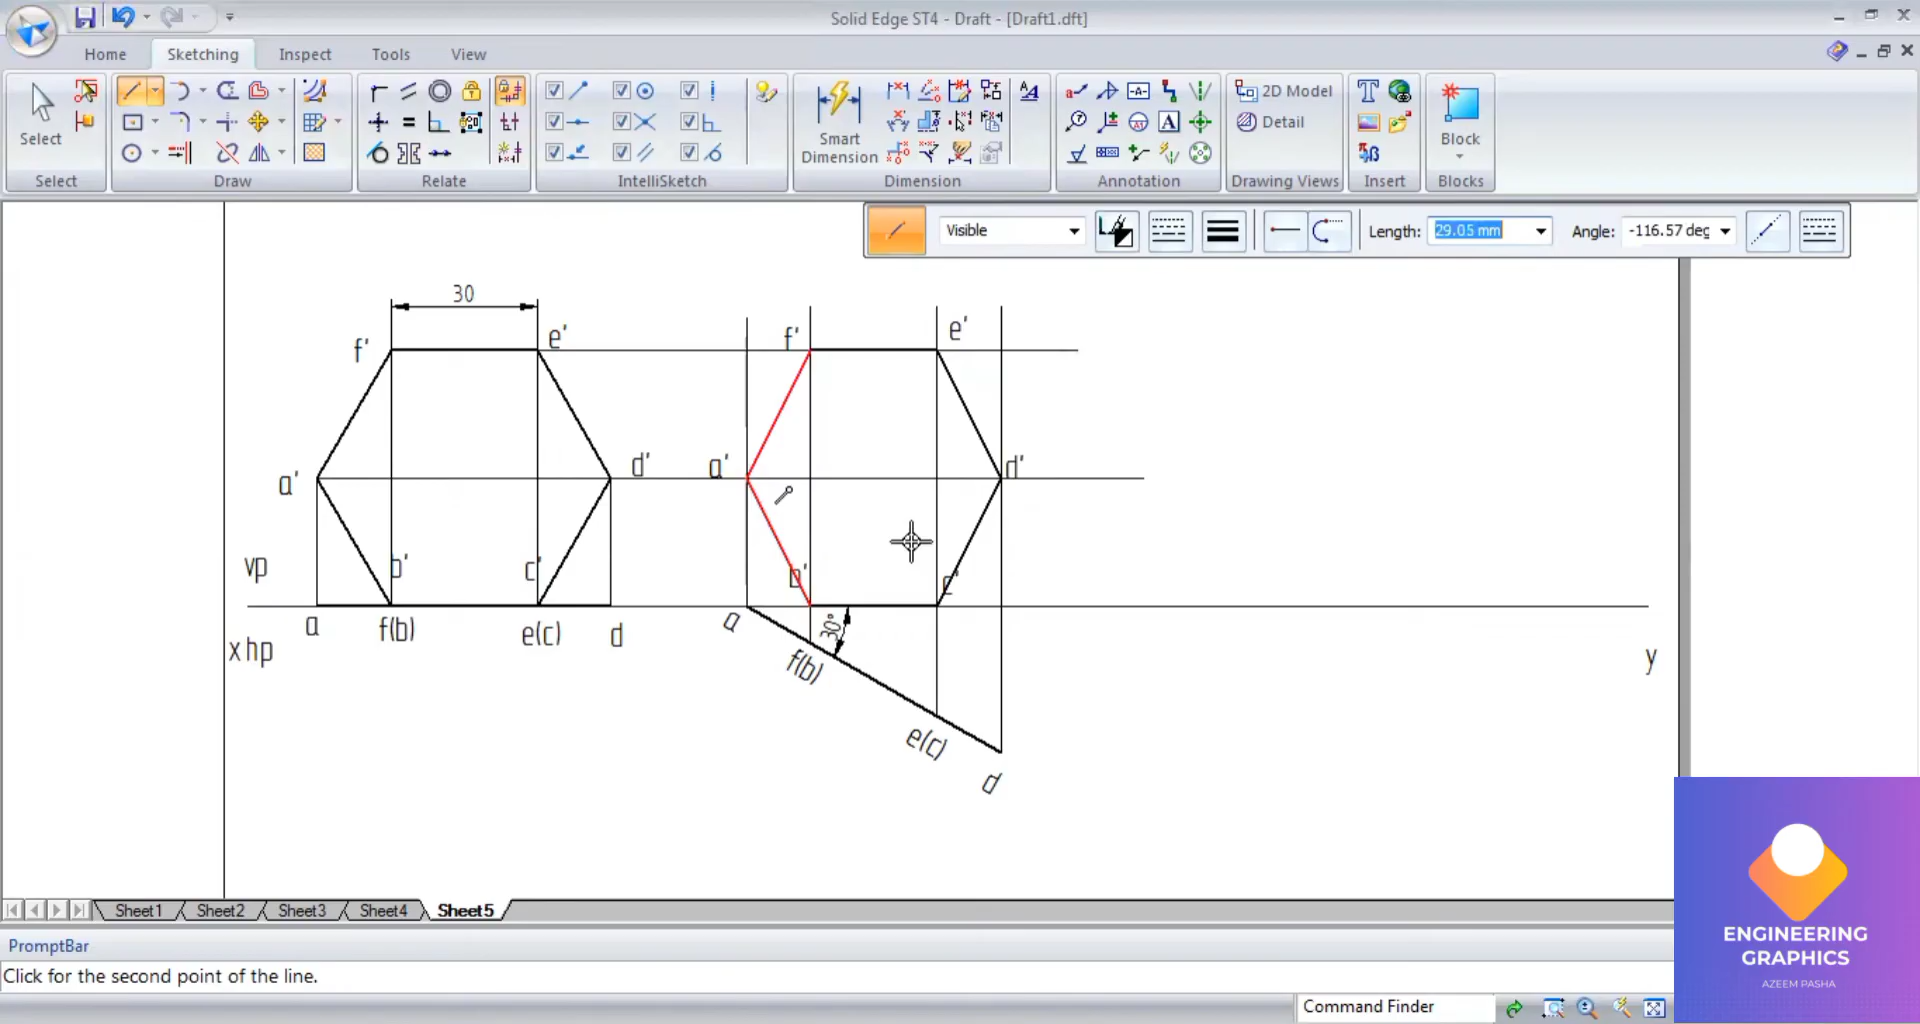 Solid Edge ST4 - Draft - [Draft1.dft]
Home Sketching Inspect Tools View
Select
Smart Dimension
2D Model
Detail
Block
Select Draw Relate IntelliSketch Dimension Annotation Drawing Views Insert Blocks
Visible
Length: 29.05 mm
Angle: -116.57 deg
30
f' e' f' e'
a' d' a' d'
vp b' c' b' c'
a f(b) e(c) d a 30°
x hp f(b) y
e(c)
d
Sheet1 Sheet2 Sheet3 Sheet4 Sheet5
PromptBar
Click for the second point of the line.
Command Finder
ENGINEERING
GRAPHICS
AZEEM PASHA